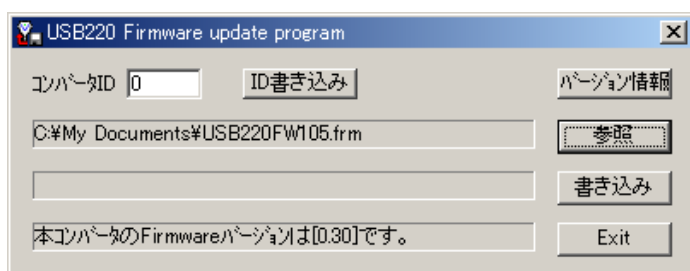 USB220 Firmware update program
コンバータID 0 ID書き込み バージョン情報
C:¥My Documents¥USB220FW105.frm 参照
書き込み
本コンバータのFirmwareバージョンは[0.30]です。 Exit